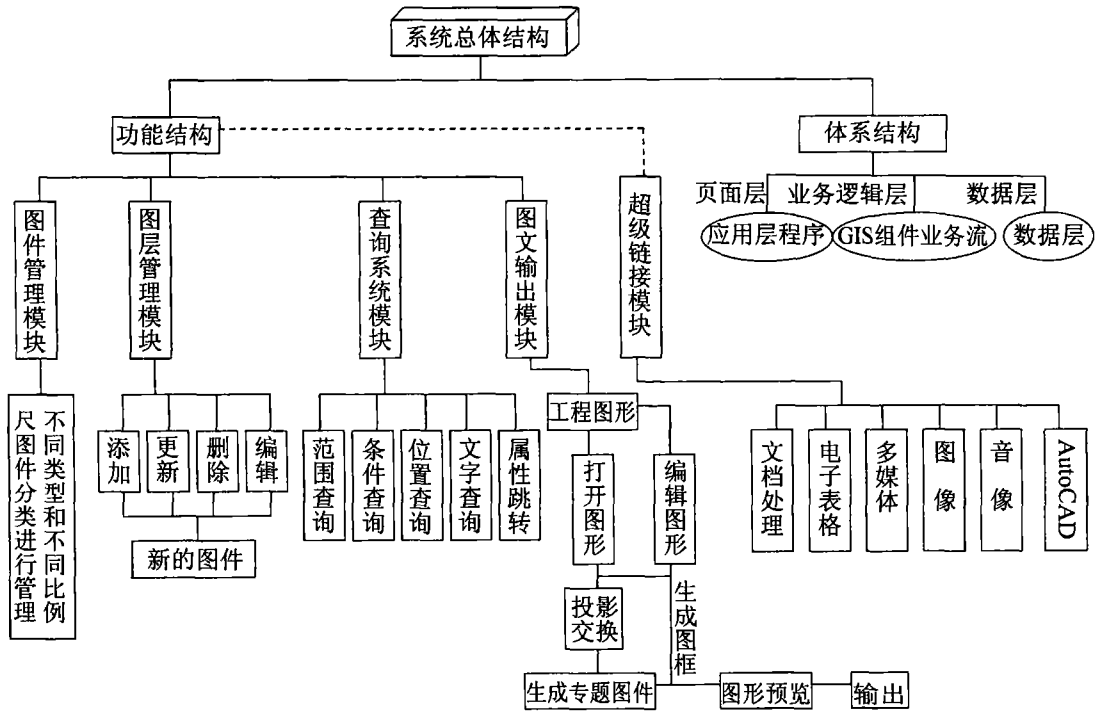 系统总体结构
功能结构
体系结构
页面层
业务逻辑层
数据层
应用层程序
GIS组件业务流
数据层
图件管理模块
图层管理模块
查询系统模块
图文输出模块
超级链接模块
不同类型和不同比例
尺图件分类进行管理
添加
更新
删除
编辑
新的图件
范围查询
条件查询
位置查询
文字查询
属性跳转
工程图形
打开图形
编辑图形
投影
交换
生成图框
生成专题图件
图形预览
输出
文档处理
电子表格
多媒体
图像
音像
AutoCAD